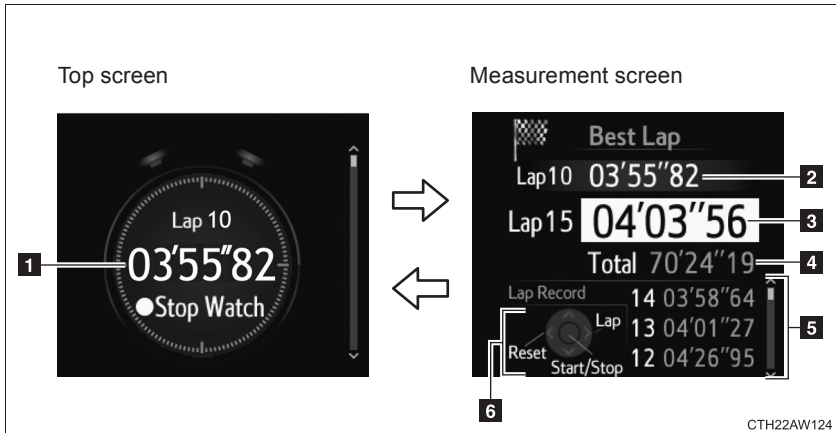 Top screen
Measurement screen
Lap 10
03′55″82
Stop Watch
1
Best Lap
Lap10 03′55″82
2
Lap15 04′03″56
3
Total 70′24″19
4
Lap Record
14 03′58″64
13 04′01″27
12 04′26″95
5
Lap
Reset
Start/Stop
6
CTH22AW124